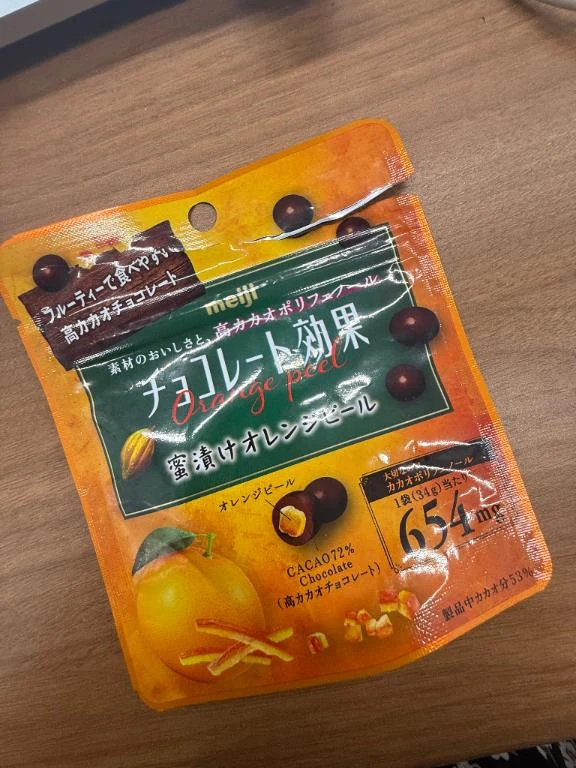 フルーティーで食べやすい
高カカオチョコレート
meiji
素材のおいしさと、高カカオポリフェノール
チョコレート効果
Orange peel
蜜漬けオレンジピール
オレンジピール
CACAO72%
Chocolate
(高カカオチョコレート)
カカオポリフェノール
1袋(34g)当たり
654mg
製品中カカオ分53%